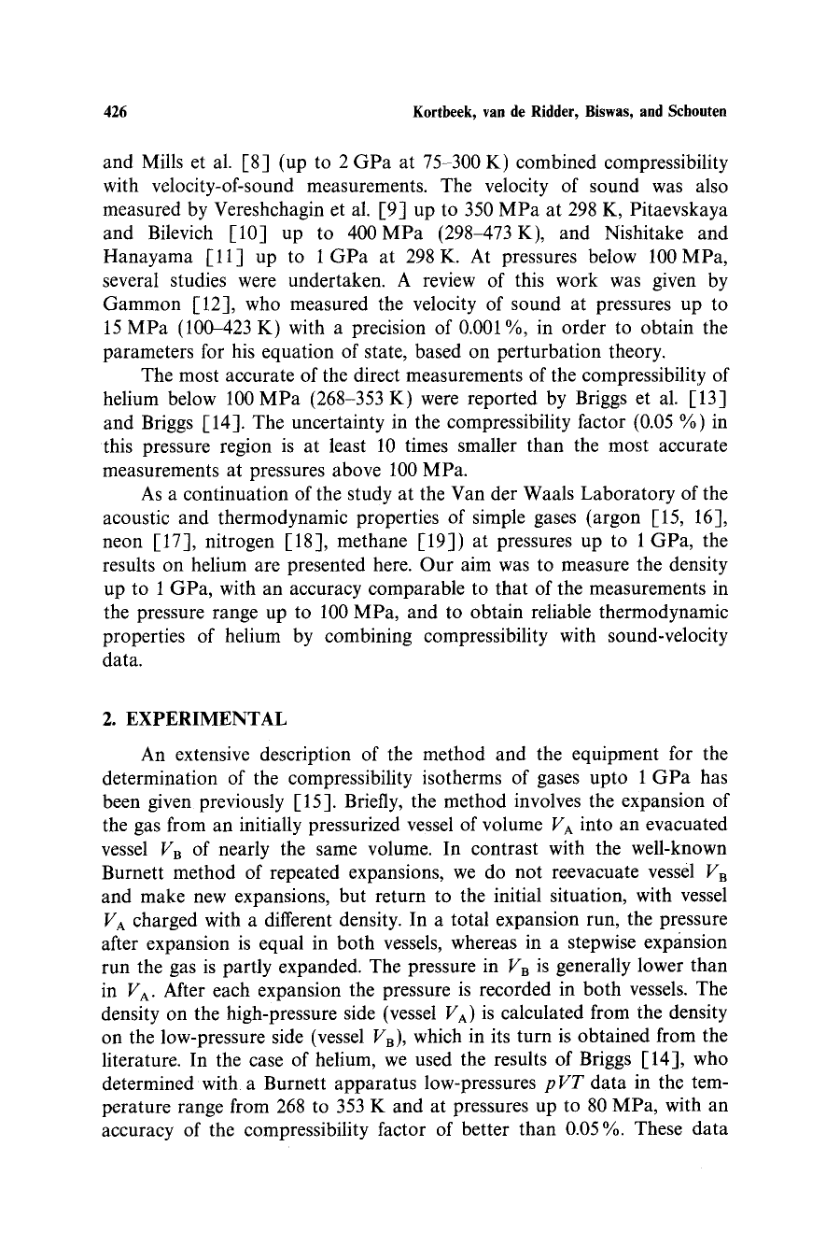 426 Kortbeek, van de Ridder, Biswas, and Schouten
and Mills et al. [8] (up to 2 GPa at 75–300 K) combined compressibility
with velocity-of-sound measurements. The velocity of sound was also
measured by Vereshchagin et al. [9] up to 350 MPa at 298 K, Pitaevskaya
and Bilevich [10] up to 400 MPa (298–473 K), and Nishitake and
Hanayama [11] up to 1 GPa at 298 K. At pressures below 100 MPa,
several studies were undertaken. A review of this work was given by
Gammon [12], who measured the velocity of sound at pressures up to
15 MPa (100–423 K) with a precision of 0.001%, in order to obtain the
parameters for his equation of state, based on perturbation theory.
The most accurate of the direct measurements of the compressibility of
helium below 100 MPa (268–353 K) were reported by Briggs et al. [13]
and Briggs [14]. The uncertainty in the compressibility factor (0.05 %) in
this pressure region is at least 10 times smaller than the most accurate
measurements at pressures above 100 MPa.
As a continuation of the study at the Van der Waals Laboratory of the
acoustic and thermodynamic properties of simple gases (argon [15, 16],
neon [17], nitrogen [18], methane [19]) at pressures up to 1 GPa, the
results on helium are presented here. Our aim was to measure the density
up to 1 GPa, with an accuracy comparable to that of the measurements in
the pressure range up to 100 MPa, and to obtain reliable thermodynamic
properties of helium by combining compressibility with sound-velocity
data.
2. EXPERIMENTAL
An extensive description of the method and the equipment for the
determination of the compressibility isotherms of gases upto 1 GPa has
been given previously [15]. Briefly, the method involves the expansion of
the gas from an initially pressurized vessel of volume V_A into an evacuated
vessel V_B of nearly the same volume. In contrast with the well-known
Burnett method of repeated expansions, we do not reevacuate vessel V_B
and make new expansions, but return to the initial situation, with vessel
V_A charged with a different density. In a total expansion run, the pressure
after expansion is equal in both vessels, whereas in a stepwise expansion
run the gas is partly expanded. The pressure in V_B is generally lower than
in V_A. After each expansion the pressure is recorded in both vessels. The
density on the high-pressure side (vessel V_A) is calculated from the density
on the low-pressure side (vessel V_B), which in its turn is obtained from the
literature. In the case of helium, we used the results of Briggs [14], who
determined with a Burnett apparatus low-pressures pVT data in the tem-
perature range from 268 to 353 K and at pressures up to 80 MPa, with an
accuracy of the compressibility factor of better than 0.05%. These data